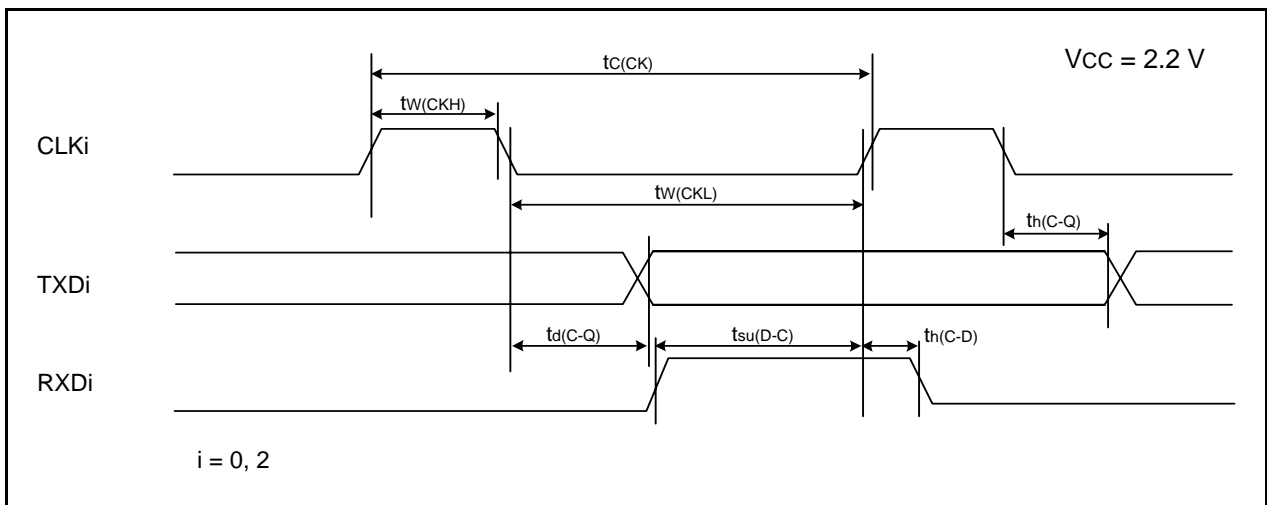 tC(CK)
VCC = 2.2 V
tW(CKH)
CLKi
tW(CKL)
th(C-Q)
TXDi
td(C-Q)
tsu(D-C)
th(C-D)
RXDi
i = 0, 2